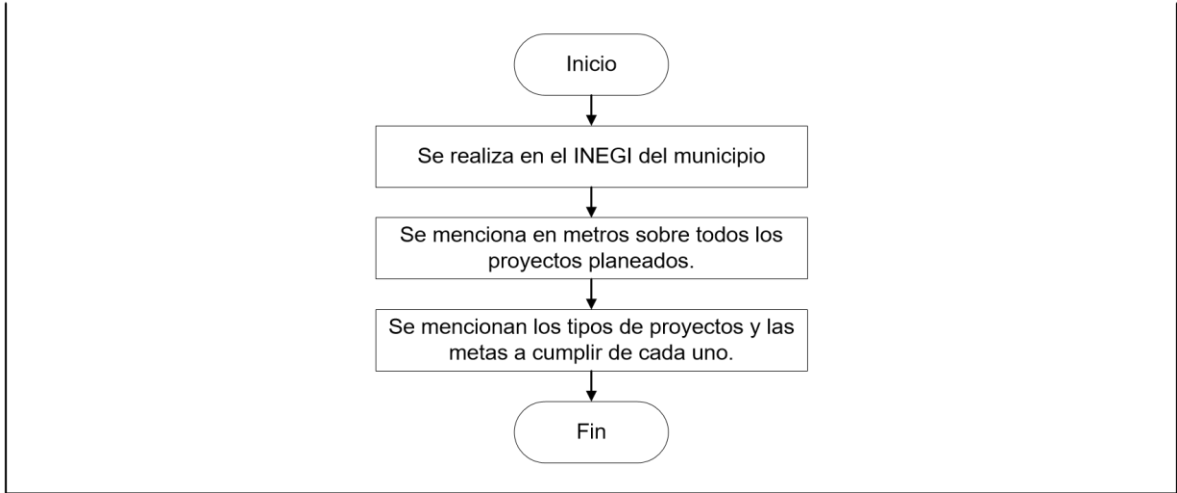 Inicio
Se realiza en el INEGI del municipio
Se menciona en metros sobre todos los
proyectos planeados.
Se mencionan los tipos de proyectos y las
metas a cumplir de cada uno.
Fin